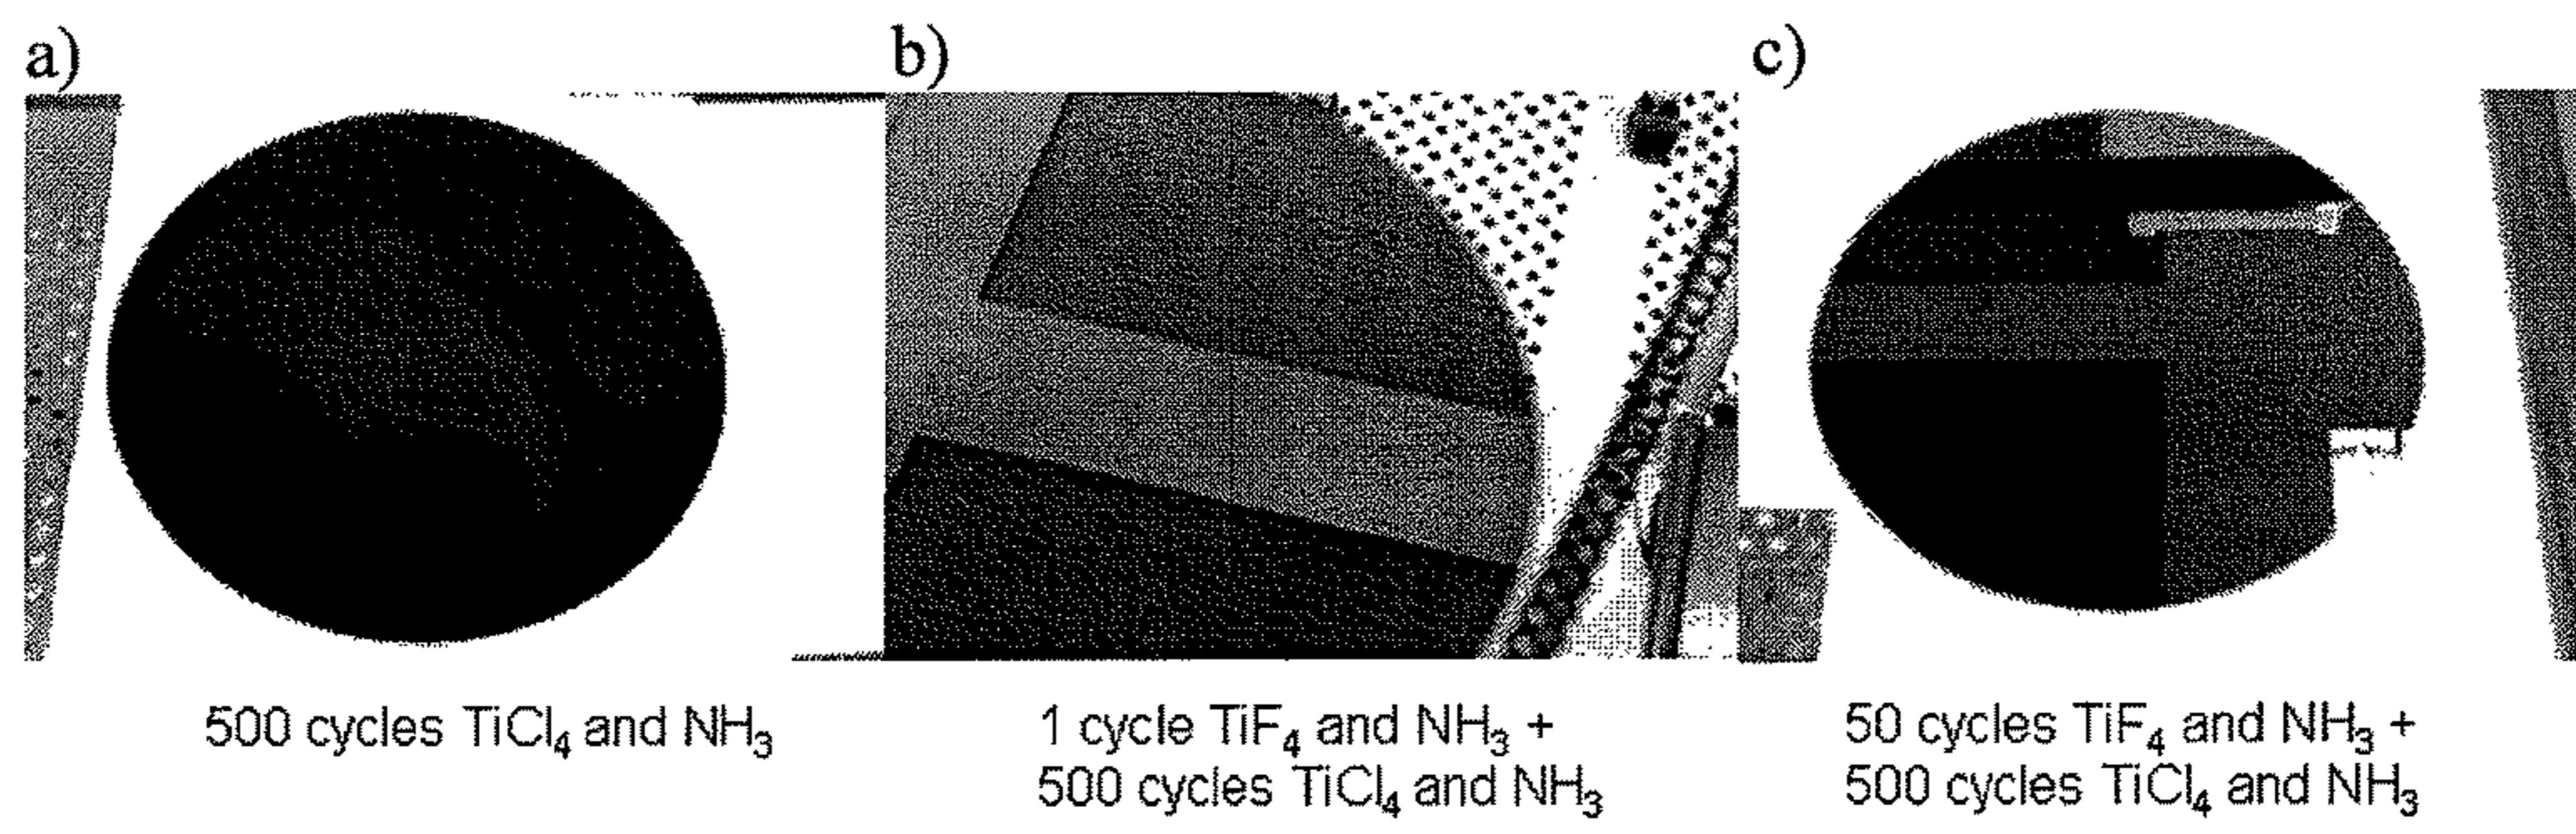 a)
b)
c)
500 cycles TiCl₄ and NH₃
1 cycle TiF₄ and NH₃ +
500 cycles TiCl₄ and NH₃
50 cycles TiF₄ and NH₃ +
500 cycles TiCl₄ and NH₃